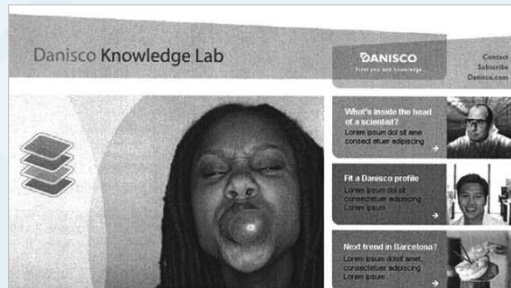 Danisco Knowledge Lab
DANISCO
First you add knowledge...
Contact
Subscribe
Danisco.com
What's inside the head
of a scientist?
Lorem ipsum dol sit ame
consect etuer adipiscing
Fit a Danisco profile
Lorem ipsum dol sit
consectetuer adipiscing
Lorem ipsum
Next trend in Barcelona?
Lorem ipsum dolsif amet,
consectetuer adipiscing
Lorem ipsum